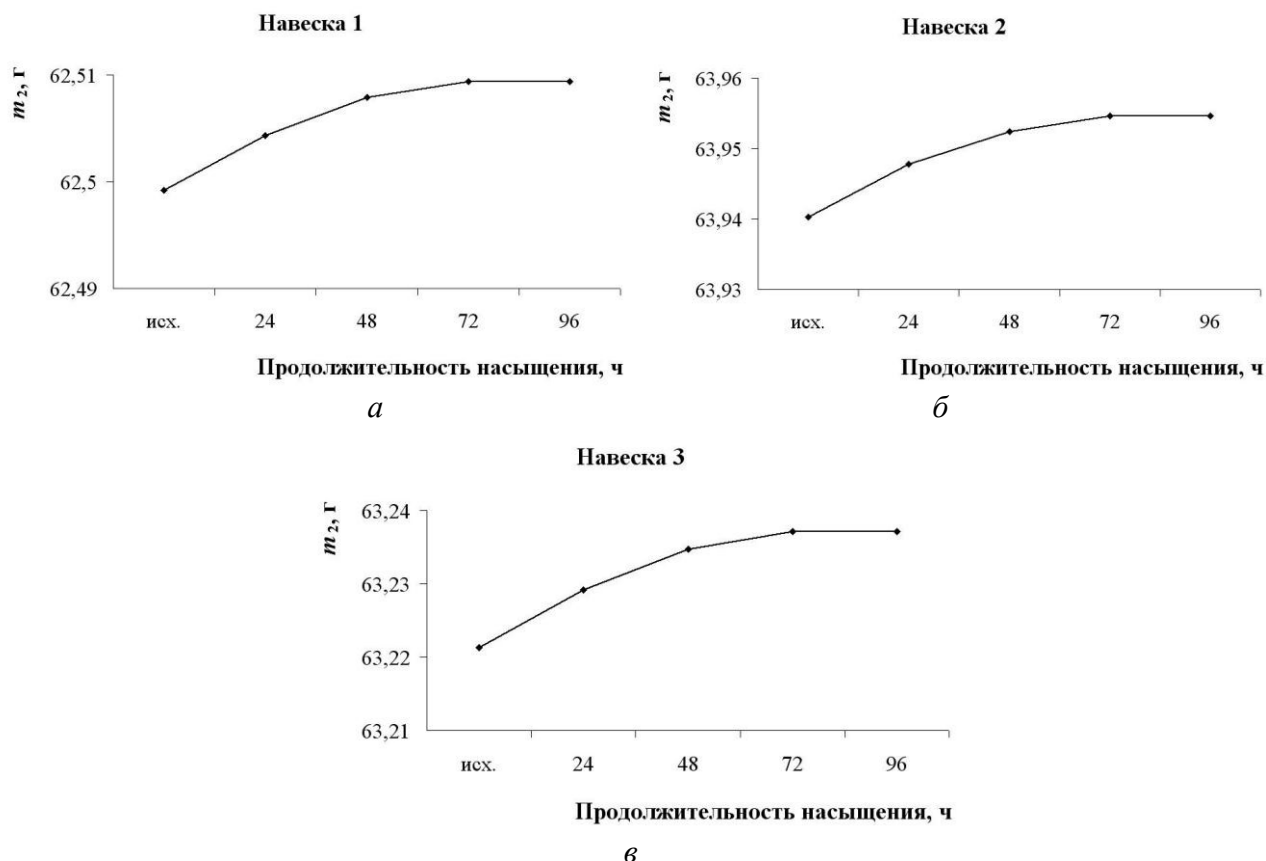 Навеска 1
m₂, г
62,51
62,5
62,49
исх. 24 48 72 96
Продолжительность насыщения, ч
а
Навеска 2
m₂, г
63,96
63,95
63,94
63,93
исх. 24 48 72 96
Продолжительность насыщения, ч
б
Навеска 3
m₂, г
63,24
63,23
63,22
63,21
исх. 24 48 72 96
Продолжительность насыщения, ч
в